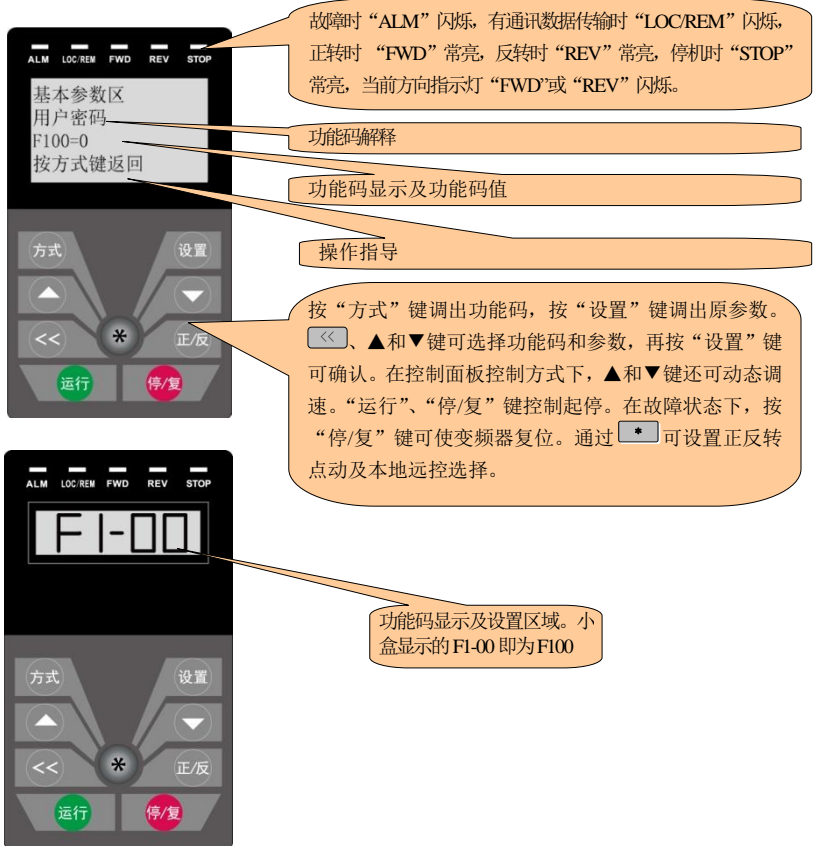 故障时“ALM”闪烁，有通讯数据传输时“LOC/REM”闪烁，
正转时 “FWD”常亮，反转时“REV”常亮，停机时“STOP”
常亮，当前方向指示灯“FWD”或“REV”闪烁。
ALM LOC/REM FWD REV STOP
基本参数区
用户密码
F100=0
按方式键返回
功能码解释
功能码显示及功能码值
操作指导
方式
设置
<<
*
正/反
运行
停/复
按“方式”键调出功能码，按“设置”键调出原参数。
<<、▲和▼键可选择功能码和参数，再按“设置”键
可确认。在控制面板控制方式下，▲和▼键还可动态调
速。“运行”、“停/复”键控制起停。在故障状态下，按
“停/复”键可使变频器复位。通过 * 可设置正反转
点动及本地远控选择。
ALM LOC/REM FWD REV STOP
F1-00
功能码显示及设置区域。小
盒显示的 F1-00 即为 F100
方式
设置
<<
*
正/反
运行
停/复